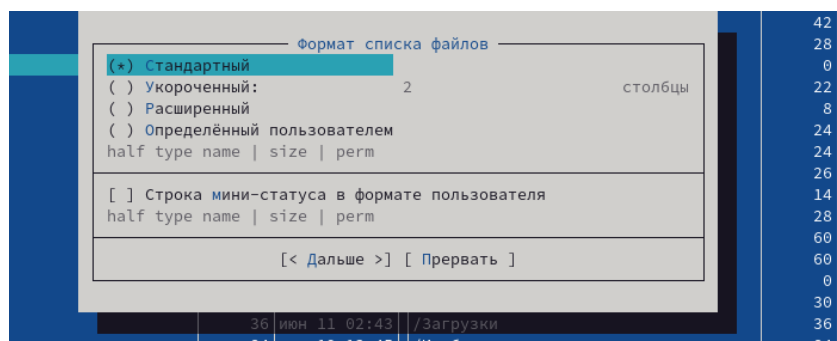 42
Формат списка файлов
28
(*) Стандартный
0
( ) Укороченный: 2 столбцы
22
( ) Расширенный
8
( ) Определённый пользователем
24
half type name | size | perm
24
26
[ ] Строка мини-статуса в формате пользователя
14
half type name | size | perm
28
60
[< Дальше >] [ Прервать ]
60
0
30
36 июн 11 02:43 /Загрузки
36